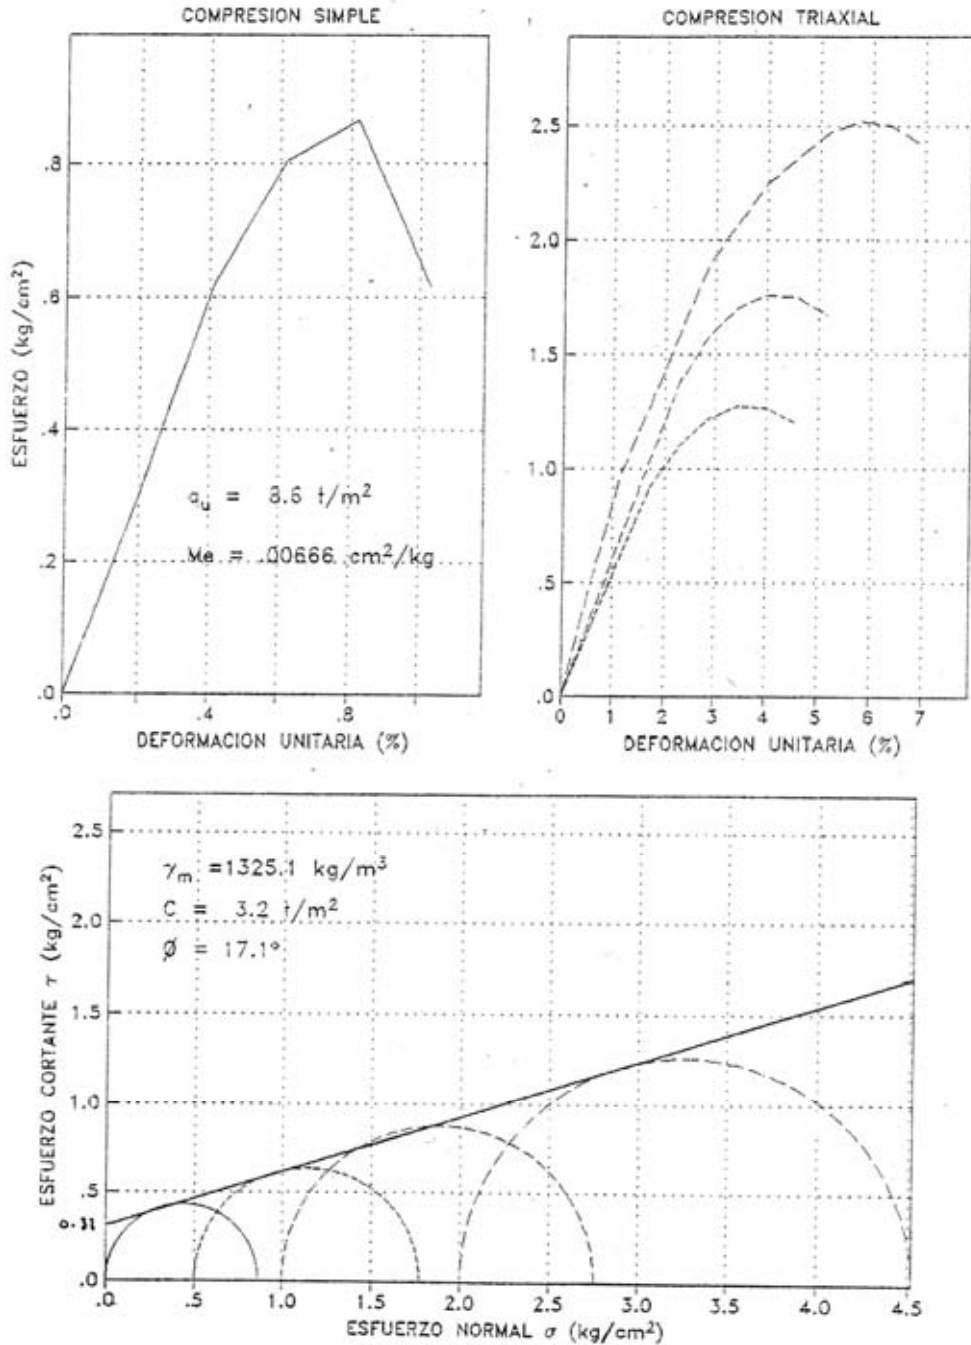 COMPRESION SIMPLE
ESFUERZO (kg/cm²)
.8
.6
.4
.2
.0
qᵤ = 8.6 t/m²
Me = .00666 cm²/kg
.0 .4 .8
DEFORMACION UNITARIA (%)
COMPRESION TRIAXIAL
2.5
2.0
1.5
1.0
.5
.0
0 1 2 3 4 5 6 7
DEFORMACION UNITARIA (%)
ESFUERZO CORTANTE τ (kg/cm²)
2.5
2.0
1.5
1.0
.5
0.31
.0
γₘ =1325.1 kg/m³
C = 3.2 t/m²
Ø = 17.1°
.0 .5 1.0 1.5 2.0 2.5 3.0 3.5 4.0 4.5
ESFUERZO NORMAL σ (kg/cm²)